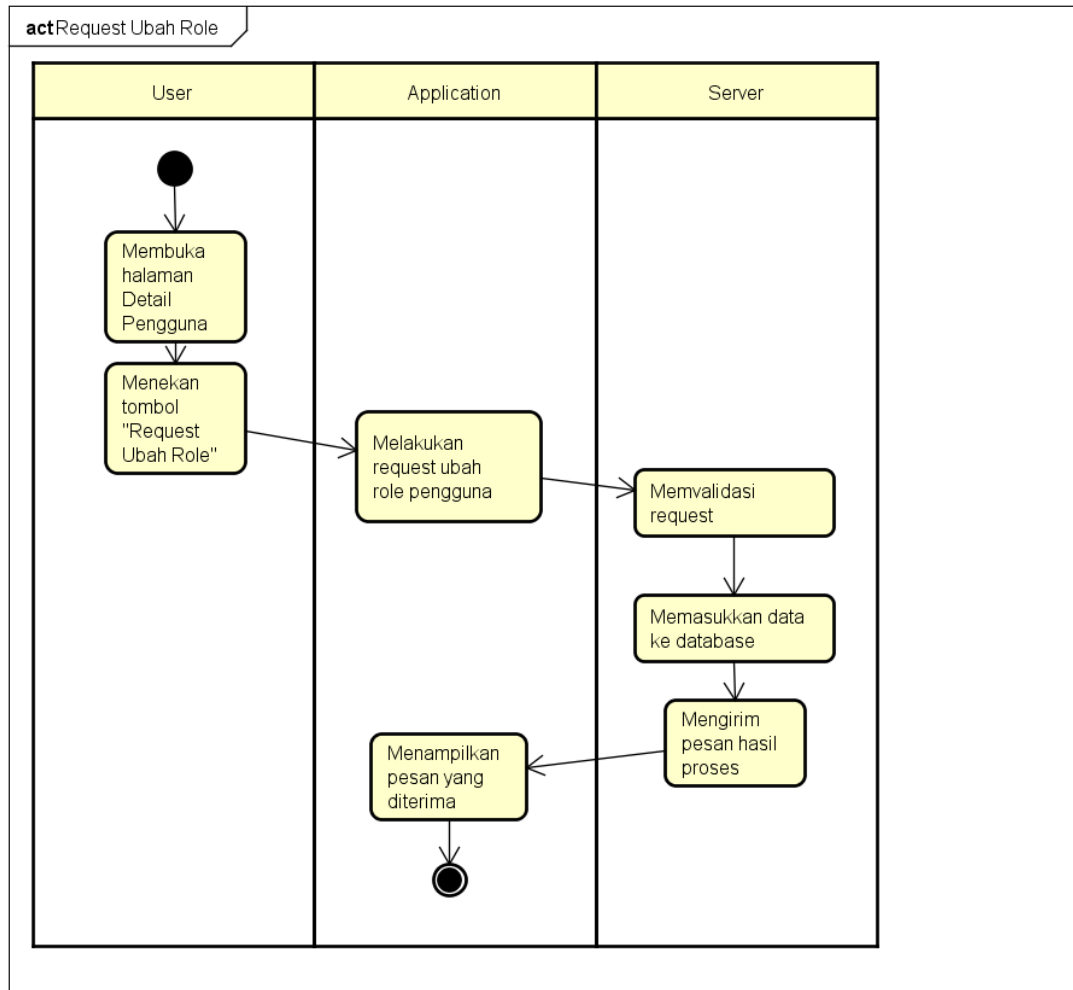 act Request Ubah Role
User
Application
Server
Membuka
halaman
Detail
Pengguna
Menekan
tombol
"Request
Ubah Role"
Melakukan
request ubah
role pengguna
Memvalidasi
request
Memasukkan data
ke database
Mengirim
pesan hasil
proses
Menampilkan
pesan yang
diterima